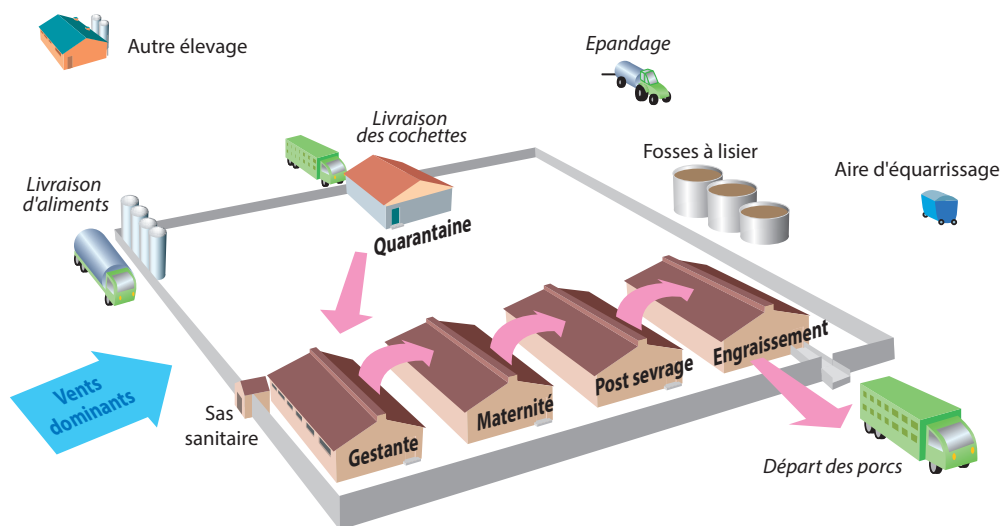 Autre élevage
Epandage
Livraison
des cochettes
Fosses à lisier
Aire d'équarrissage
Livraison
d'aliments
Quarantaine
Vents
dominants
Sas
sanitaire
Gestante
Maternité
Post sevrage
Engraissement
Départ des porcs